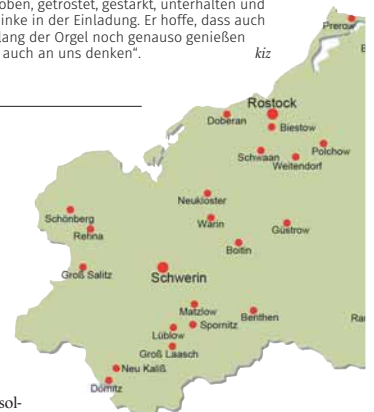 oben, getröstet, gestärkt, unterhalten und
inke in der Einladung. Er hoffe, dass auch
lang der Orgel noch genauso genießen
auch an uns denken“.
kiz
Prerow
Rostock
Doberan
Biestow
Schwaan
Polchow
Weitendorf
Neukloster
Schönberg
Warin
Rehna
Güstrow
Boitin
Groß Salitz
Schwerin
Matzlow
Benthen
Spornitz
Lüblow
Groß Laasch
Neu Kaliß
Dömitz
sol-